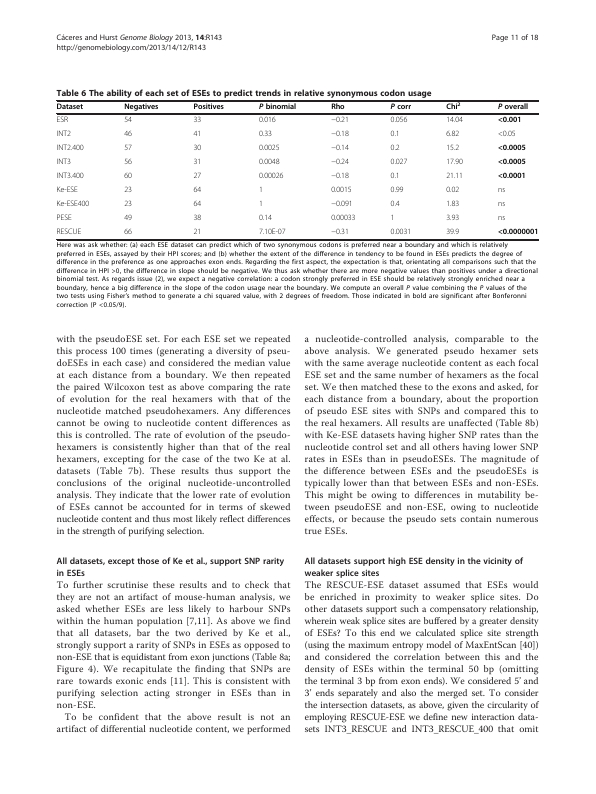 Cáceres and Hurst Genome Biology 2013, 14:R143
Page 11 of 18
http://genomebiology.com/2013/14/12/R143
Table 6 The ability of each set of ESEs to predict trends in relative synonymous codon usage
Dataset Negatives Positives P binomial Rho P corr Chi2 P overall
ESR 54 33 0.016 −0.21 0.056 14.04 <0.001
INT2 46 41 0.33 −0.18 0.1 6.82 <0.05
INT2.400 57 30 0.0025 −0.14 0.2 15.2 <0.0005
INT3 56 31 0.0048 −0.24 0.027 17.90 <0.0005
INT3.400 60 27 0.00026 −0.18 0.1 21.11 <0.0001
Ke-ESE 23 64 1 0.0015 0.99 0.02 ns
Ke-ESE400 23 64 1 −0.091 0.4 1.83 ns
PESE 49 38 0.14 0.00033 1 3.93 ns
RESCUE 66 21 7.10E-07 −0.31 0.0031 39.9 <0.0000001
Here was ask whether: (a) each ESE dataset can predict which of two synonymous codons is preferred near a boundary and which is relatively
preferred in ESEs, assayed by their HPI scores; and (b) whether the extent of the difference in tendency to be found in ESEs predicts the degree of
difference in the preference as one approaches exon ends. Regarding the first aspect, the expectation is that, orientating all comparisons such that the
difference in HPI >0, the difference in slope should be negative. We thus ask whether there are more negative values than positives under a directional
binomial test. As regards issue (2), we expect a negative correlation: a codon strongly preferred in ESE should be relatively strongly enriched near a
boundary, hence a big difference in the slope of the codon usage near the boundary. We compute an overall P value combining the P values of the
two tests using Fisher's method to generate a chi squared value, with 2 degrees of freedom. Those indicated in bold are significant after Bonferonni
correction (P <0.05/9).
with the pseudoESE set. For each ESE set we repeated
this process 100 times (generating a diversity of pseu-
doESEs in each case) and considered the median value
at each distance from a boundary. We then repeated
the paired Wilcoxon test as above comparing the rate
of evolution for the real hexamers with that of the
nucleotide matched pseudohexamers. Any differences
cannot be owing to nucleotide content differences as
this is controlled. The rate of evolution of the pseudo-
hexamers is consistently higher than that of the real
hexamers, excepting for the case of the two Ke at al.
datasets (Table 7b). These results thus support the
conclusions of the original nucleotide-uncontrolled
analysis. They indicate that the lower rate of evolution
of ESEs cannot be accounted for in terms of skewed
nucleotide content and thus most likely reflect differences
in the strength of purifying selection.
All datasets, except those of Ke et al., support SNP rarity
in ESEs
To further scrutinise these results and to check that
they are not an artifact of mouse-human analysis, we
asked whether ESEs are less likely to harbour SNPs
within the human population [7,11]. As above we find
that all datasets, bar the two derived by Ke et al.,
strongly support a rarity of SNPs in ESEs as opposed to
non-ESE that is equidistant from exon junctions (Table 8a;
Figure 4). We recapitulate the finding that SNPs are
rare towards exonic ends [11]. This is consistent with
purifying selection acting stronger in ESEs than in
non-ESE.
To be confident that the above result is not an
artifact of differential nucleotide content, we performed
a nucleotide-controlled analysis, comparable to the
above analysis. We generated pseudo hexamer sets
with the same average nucleotide content as each focal
ESE set and the same number of hexamers as the focal
set. We then matched these to the exons and asked, for
each distance from a boundary, about the proportion
of pseudo ESE sites with SNPs and compared this to
the real hexamers. All results are unaffected (Table 8b)
with Ke-ESE datasets having higher SNP rates than the
nucleotide control set and all others having lower SNP
rates in ESEs than in pseudoESEs. The magnitude of
the difference between ESEs and the pseudoESEs is
typically lower than that between ESEs and non-ESEs.
This might be owing to differences in mutability be-
tween pseudoESE and non-ESE, owing to nucleotide
effects, or because the pseudo sets contain numerous
true ESEs.
All datasets support high ESE density in the vicinity of
weaker splice sites
The RESCUE-ESE dataset assumed that ESEs would
be enriched in proximity to weaker splice sites. Do
other datasets support such a compensatory relationship,
wherein weak splice sites are buffered by a greater density
of ESEs? To this end we calculated splice site strength
(using the maximum entropy model of MaxEntScan [40])
and considered the correlation between this and the
density of ESEs within the terminal 50 bp (omitting
the terminal 3 bp from exon ends). We considered 5′ and
3′ ends separately and also the merged set. To consider
the intersection datasets, as above, given the circularity of
employing RESCUE-ESE we define new interaction data-
sets INT3_RESCUE and INT3_RESCUE_400 that omit